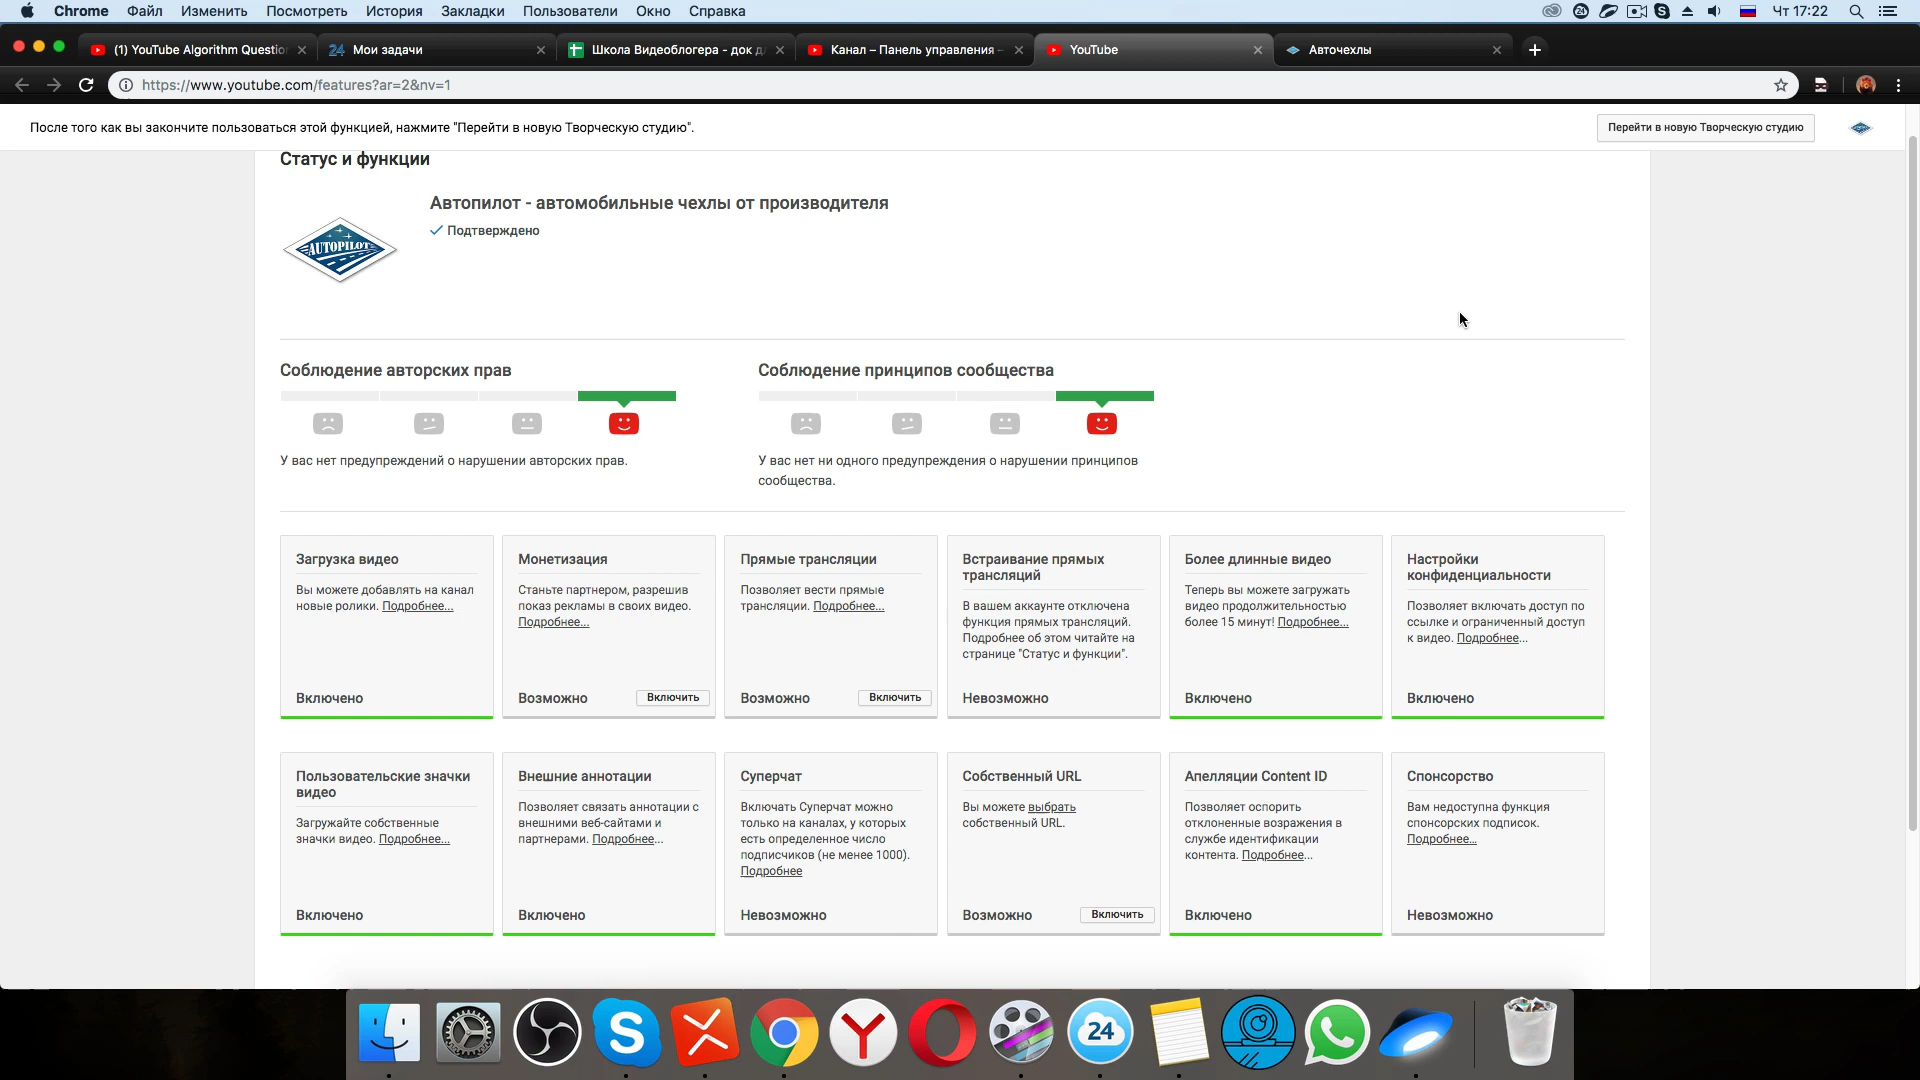 Chrome Файл Изменить Посмотреть История Закладки Пользователи Окно Справка
Чт 17:22
(1) YouTube Algorithm Questio
24 Мои задачи
Школа Видеоблогера - док д
Канал – Панель управления –
YouTube
Авточехлы
https://www.youtube.com/features?ar=2&nv=1
После того как вы закончите пользоваться этой функцией, нажмите "Перейти в новую Творческую студию".
Перейти в новую Творческую студию
Статус и функции
Автопилот - автомобильные чехлы от производителя
Подтверждено
AUTOPILOT
Соблюдение авторских прав
У вас нет предупреждений о нарушении авторских прав.
Соблюдение принципов сообщества
У вас нет ни одного предупреждения о нарушении принципов
сообщества.
Загрузка видео
Вы можете добавлять на канал
новые ролики. Подробнее...
Включено
Монетизация
Станьте партнером, разрешив
показ рекламы в своих видео.
Подробнее...
Возможно Включить
Прямые трансляции
Позволяет вести прямые
трансляции. Подробнее...
Возможно Включить
Встраивание прямых
трансляций
В вашем аккаунте отключена
функция прямых трансляций.
Подробнее об этом читайте на
странице "Статус и функции".
Невозможно
Более длинные видео
Теперь вы можете загружать
видео продолжительностью
более 15 минут! Подробнее...
Включено
Настройки
конфиденциальности
Позволяет включать доступ по
ссылке и ограниченный доступ
к видео. Подробнее...
Включено
Пользовательские значки
видео
Загружайте собственные
значки видео. Подробнее...
Включено
Внешние аннотации
Позволяет связать аннотации с
внешними веб-сайтами и
партнерами. Подробнее...
Включено
Суперчат
Включать Суперчат можно
только на каналах, у которых
есть определенное число
подписчиков (не менее 1000).
Подробнее
Невозможно
Собственный URL
Вы можете выбрать
собственный URL.
Возможно Включить
Апелляции Content ID
Позволяет оспорить
отклоненные возражения в
службе идентификации
контента. Подробнее...
Включено
Спонсорство
Вам недоступна функция
спонсорских подписок.
Подробнее...
Невозможно
24